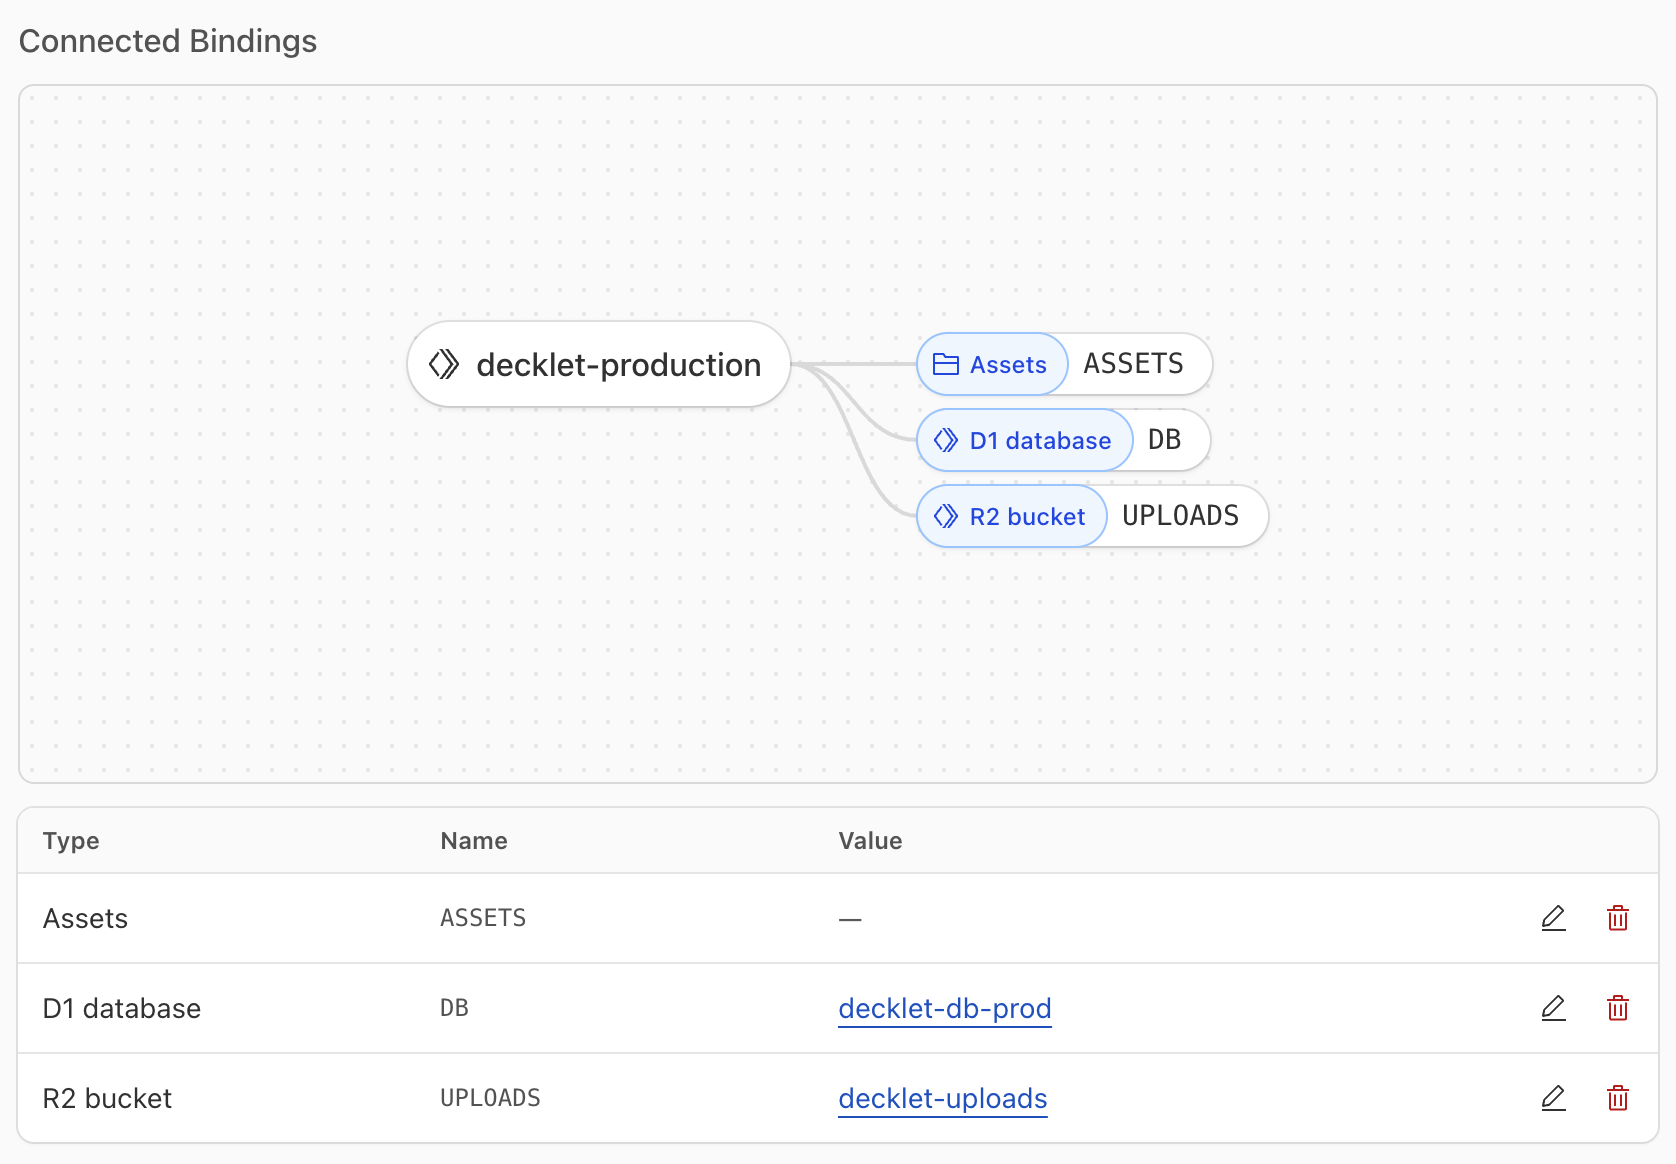 Connected Bindings
decklet-production
Assets ASSETS
D1 database DB
R2 bucket UPLOADS
Type Name Value
Assets ASSETS —
D1 database DB decklet-db-prod
R2 bucket UPLOADS decklet-uploads